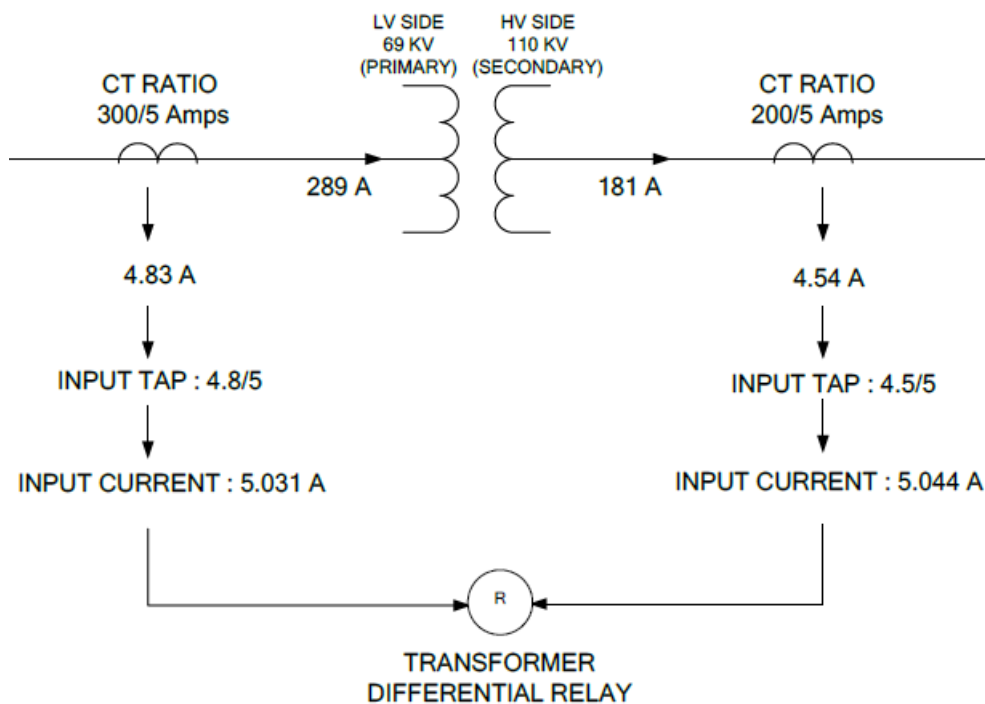 LV SIDE
69 KV
(PRIMARY)
HV SIDE
110 KV
(SECONDARY)
CT RATIO
300/5 Amps
CT RATIO
200/5 Amps
289 A
181 A
4.83 A
4.54 A
INPUT TAP : 4.8/5
INPUT TAP : 4.5/5
INPUT CURRENT : 5.031 A
INPUT CURRENT : 5.044 A
R
TRANSFORMER
DIFFERENTIAL RELAY